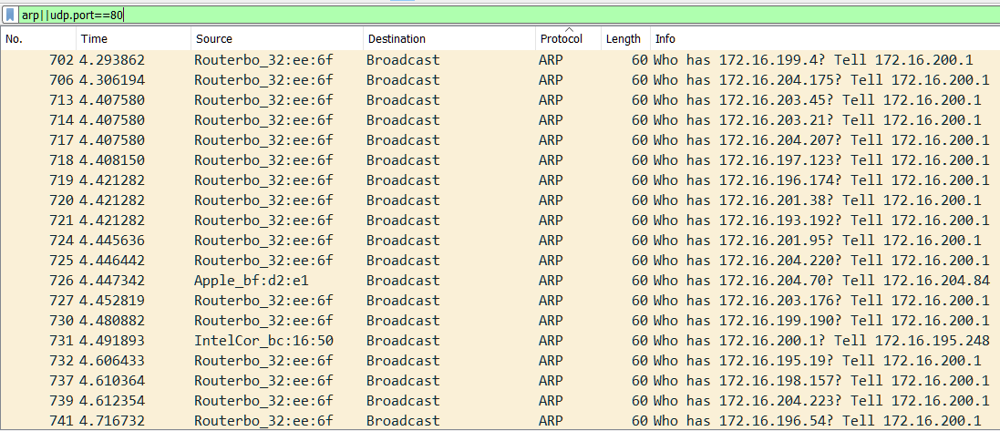 arp||udp.port==80
No. Time Source Destination Protocol Length Info
702 4.293862 Routerbo_32:ee:6f Broadcast ARP 60 Who has 172.16.199.4? Tell 172.16.200.1
706 4.306194 Routerbo_32:ee:6f Broadcast ARP 60 Who has 172.16.204.175? Tell 172.16.200.1
713 4.407580 Routerbo_32:ee:6f Broadcast ARP 60 Who has 172.16.203.45? Tell 172.16.200.1
714 4.407580 Routerbo_32:ee:6f Broadcast ARP 60 Who has 172.16.203.21? Tell 172.16.200.1
717 4.407580 Routerbo_32:ee:6f Broadcast ARP 60 Who has 172.16.204.207? Tell 172.16.200.1
718 4.408150 Routerbo_32:ee:6f Broadcast ARP 60 Who has 172.16.197.123? Tell 172.16.200.1
719 4.421282 Routerbo_32:ee:6f Broadcast ARP 60 Who has 172.16.196.174? Tell 172.16.200.1
720 4.421282 Routerbo_32:ee:6f Broadcast ARP 60 Who has 172.16.201.38? Tell 172.16.200.1
721 4.421282 Routerbo_32:ee:6f Broadcast ARP 60 Who has 172.16.193.192? Tell 172.16.200.1
724 4.445636 Routerbo_32:ee:6f Broadcast ARP 60 Who has 172.16.201.95? Tell 172.16.200.1
725 4.446442 Routerbo_32:ee:6f Broadcast ARP 60 Who has 172.16.204.220? Tell 172.16.200.1
726 4.447342 Apple_bf:d2:e1 Broadcast ARP 60 Who has 172.16.204.70? Tell 172.16.204.84
727 4.452819 Routerbo_32:ee:6f Broadcast ARP 60 Who has 172.16.203.176? Tell 172.16.200.1
730 4.480882 Routerbo_32:ee:6f Broadcast ARP 60 Who has 172.16.199.190? Tell 172.16.200.1
731 4.491893 IntelCor_bc:16:50 Broadcast ARP 60 Who has 172.16.200.1? Tell 172.16.195.248
732 4.606433 Routerbo_32:ee:6f Broadcast ARP 60 Who has 172.16.195.19? Tell 172.16.200.1
737 4.610364 Routerbo_32:ee:6f Broadcast ARP 60 Who has 172.16.198.157? Tell 172.16.200.1
739 4.612354 Routerbo_32:ee:6f Broadcast ARP 60 Who has 172.16.204.223? Tell 172.16.200.1
741 4.716732 Routerbo_32:ee:6f Broadcast ARP 60 Who has 172.16.196.54? Tell 172.16.200.1